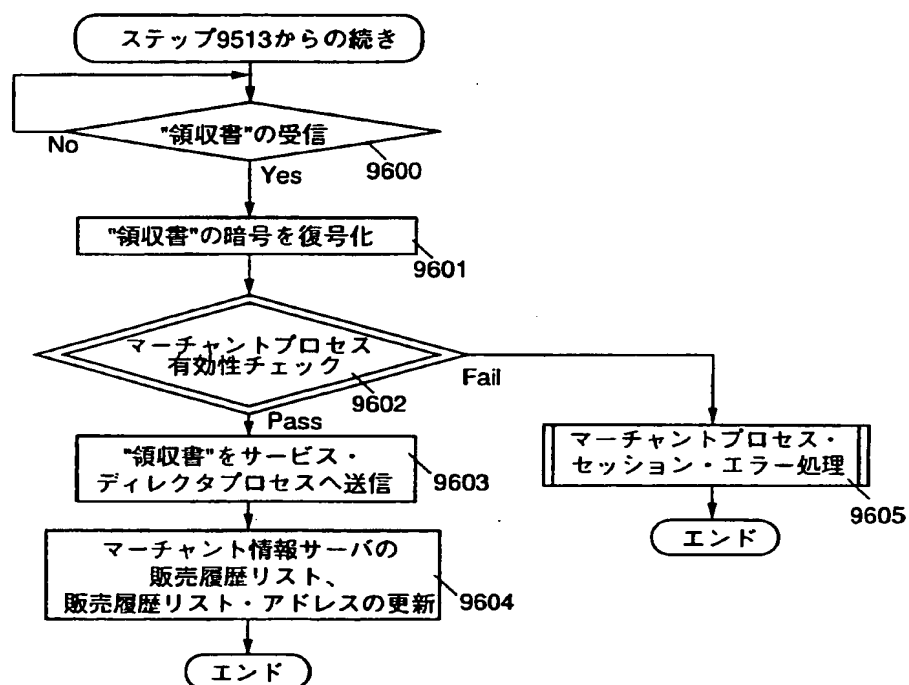 ステップ9513からの続き
"領収書"の受信
No
9600
Yes
"領収書"の暗号を復号化
9601
マーチャントプロセス
有効性チェック
9602
Fail
Pass
"領収書"をサービス・
ディレクタプロセスへ送信
9603
マーチャントプロセス・
セッション・エラー処理
9605
エンド
マーチャント情報サーバの
販売履歴リスト、
販売履歴リスト・アドレスの更新
9604
エンド